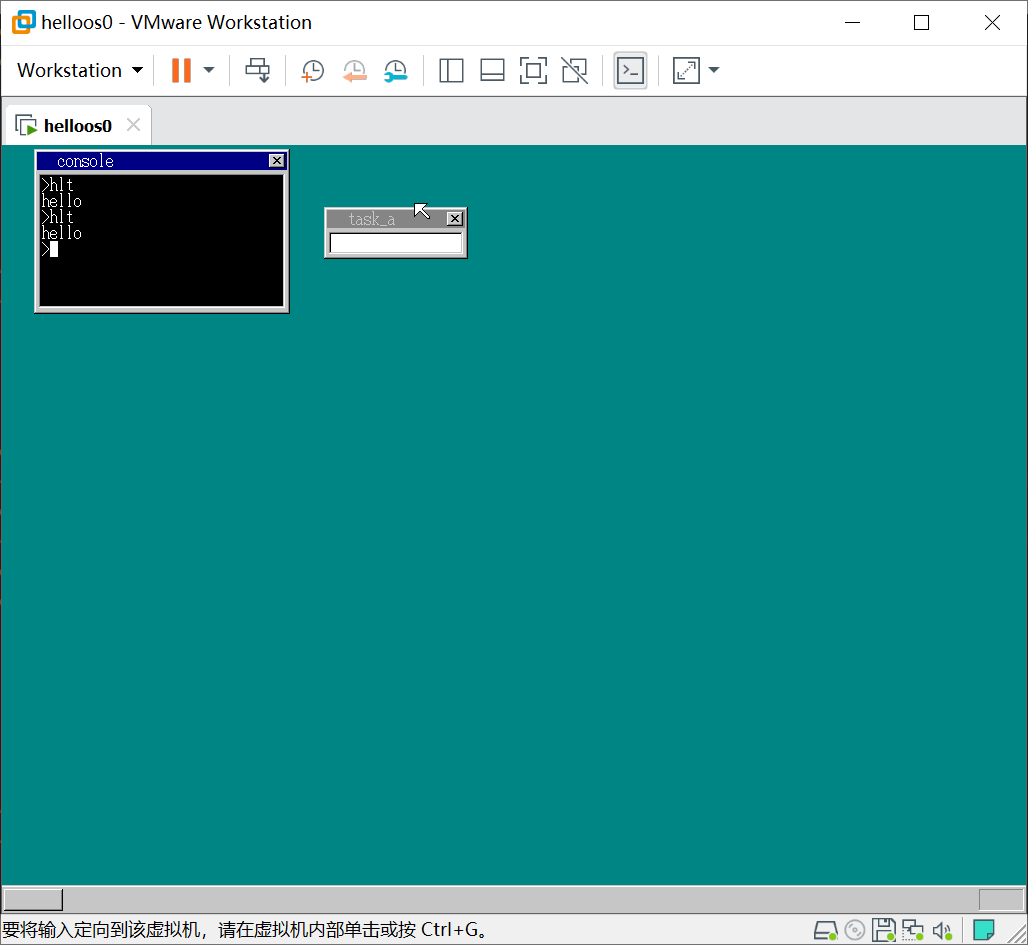 helloos0 - VMware Workstation
Workstation
helloos0
console
>hlt
hello
>hlt
hello
>
task_a
要将输入定向到该虚拟机，请在虚拟机内部单击或按 Ctrl+G。